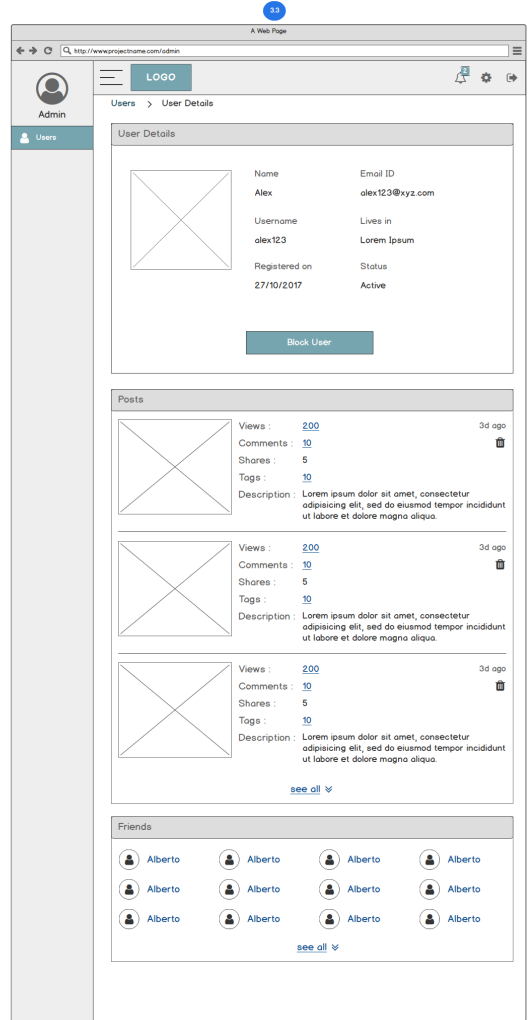 3.3
A Web Page
http://www.projectname.com/admin
LOGO
Admin
Users
Users > User Details
User Details
Name
Email ID
Alex
alex123@xyz.com
Username
Lives in
alex123
Lorem Ipsum
Registered on
Status
27/10/2017
Active
Block User
Posts
Views : 200 3d ago
Comments : 10
Shares : 5
Tags : 10
Description : Lorem ipsum dolor sit amet, consectetur
adipisicing elit, sed do eiusmod tempor incididunt
ut labore et dolore magna aliqua.
Views : 200 3d ago
Comments : 10
Shares : 5
Tags : 10
Description : Lorem ipsum dolor sit amet, consectetur
adipisicing elit, sed do eiusmod tempor incididunt
ut labore et dolore magna aliqua.
Views : 200 3d ago
Comments : 10
Shares : 5
Tags : 10
Description : Lorem ipsum dolor sit amet, consectetur
adipisicing elit, sed do eiusmod tempor incididunt
ut labore et dolore magna aliqua.
see all
Friends
Alberto Alberto Alberto Alberto
Alberto Alberto Alberto Alberto
Alberto Alberto Alberto Alberto
see all